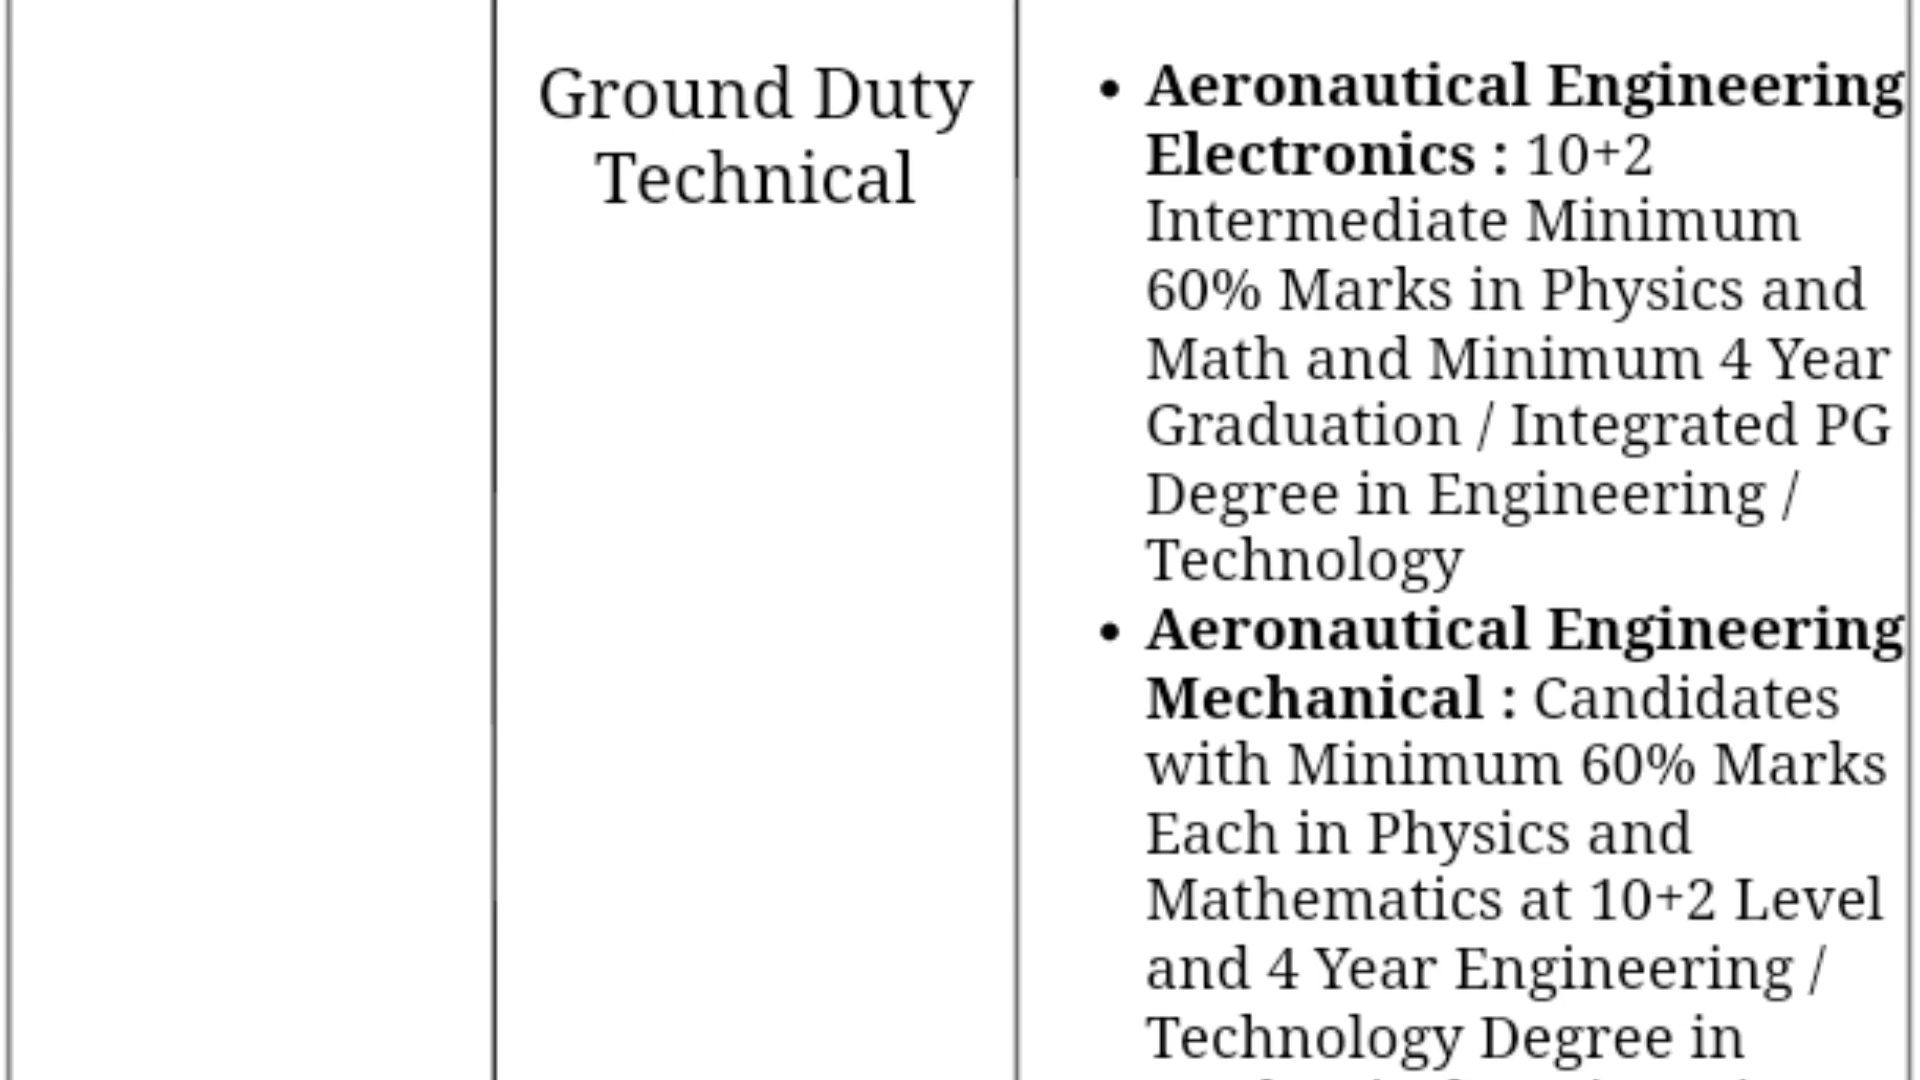 Ground Duty
Technical
• Aeronautical Engineering
Electronics : 10+2
Intermediate Minimum
60% Marks in Physics and
Math and Minimum 4 Year
Graduation / Integrated PG
Degree in Engineering /
Technology
• Aeronautical Engineering
Mechanical : Candidates
with Minimum 60% Marks
Each in Physics and
Mathematics at 10+2 Level
and 4 Year Engineering /
Technology Degree in